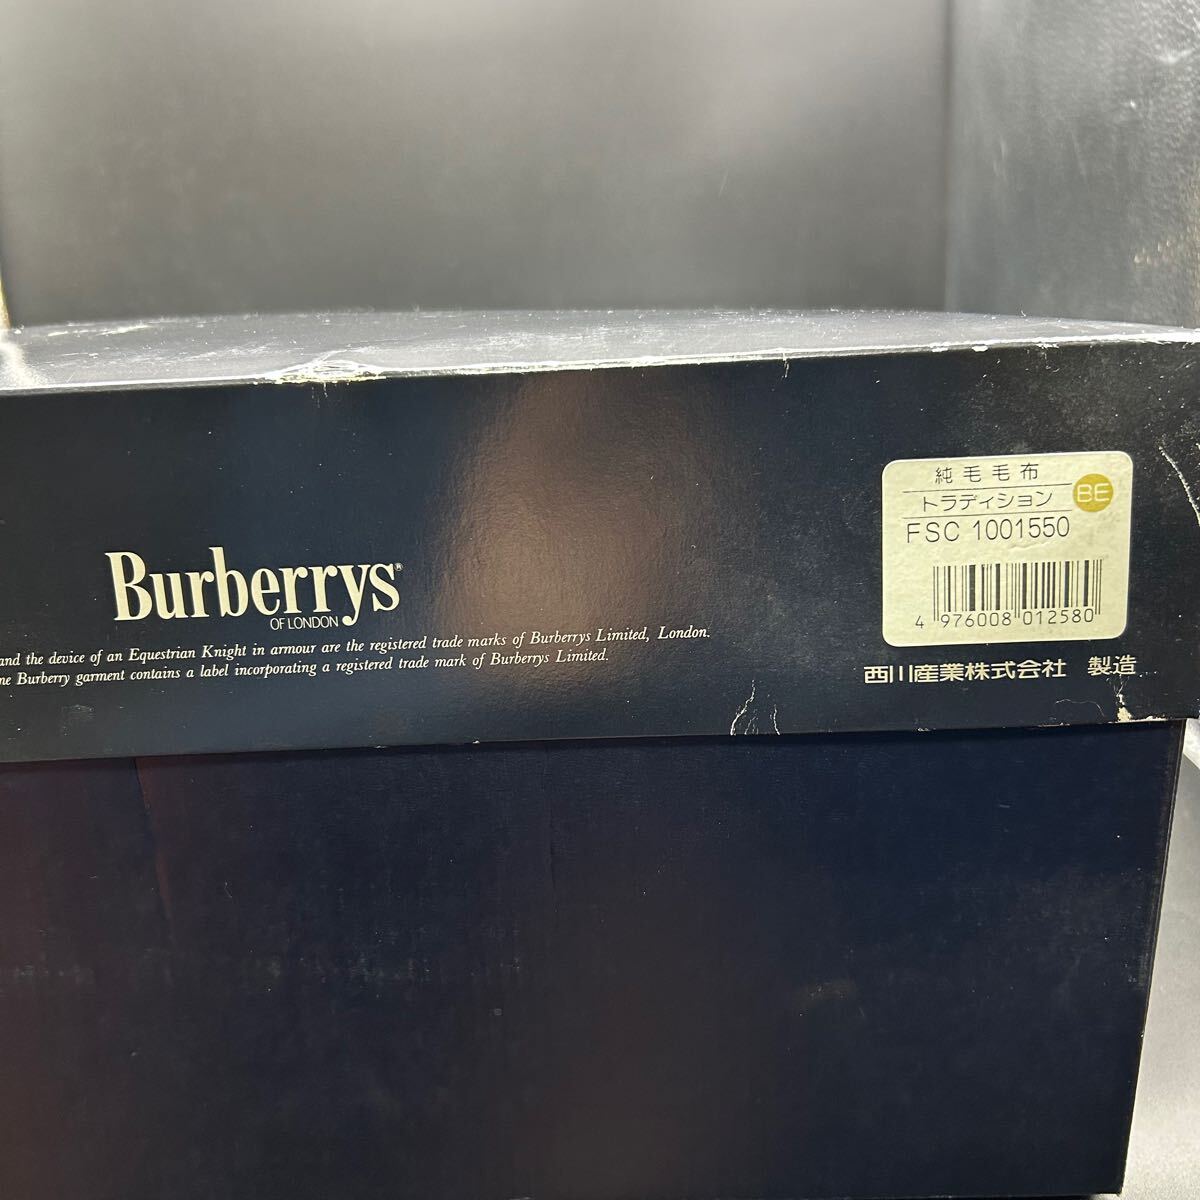 Burberrys®
OF LONDON
and the device of an Equestrian Knight in armour are the registered trade marks of Burberrys Limited, London.
Burberry garment contains a label incorporating a registered trade mark of Burberrys Limited.
純毛毛布
トラディション
BE
FSC 1001550
4 976008 012580
西川産業株式会社 製造